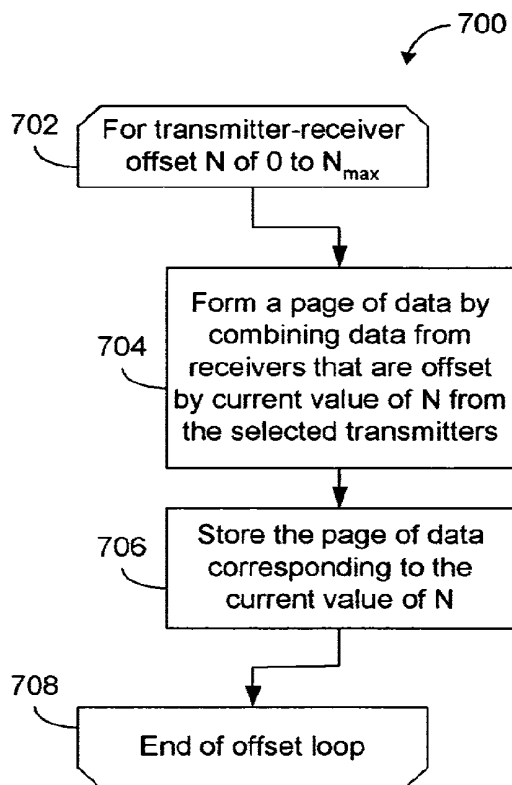 700
702
For transmitter-receiver
offset N of 0 to Nmax
704
Form a page of data by
combining data from
receivers that are offset
by current value of N from
the selected transmitters
706
Store the page of data
corresponding to the
current value of N
708
End of offset loop